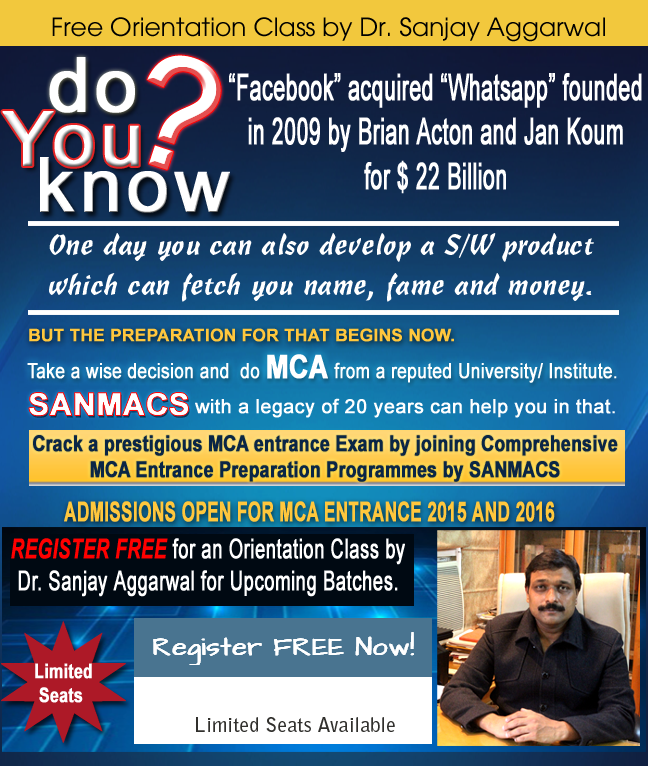 Free Orientation Class by Dr. Sanjay Aggarwal
do
You?
know
“Facebook” acquired “Whatsapp” founded
in 2009 by Brian Acton and Jan Koum
for $ 22 Billion
One day you can also develop a S/W product
which can fetch you name, fame and money.
BUT THE PREPARATION FOR THAT BEGINS NOW.
Take a wise decision and do MCA from a reputed University/ Institute.
SANMACS with a legacy of 20 years can help you in that.
Crack a prestigious MCA entrance Exam by joining Comprehensive
MCA Entrance Preparation Programmes by SANMACS
ADMISSIONS OPEN FOR MCA ENTRANCE 2015 AND 2016
REGISTER FREE for an Orientation Class by
Dr. Sanjay Aggarwal for Upcoming Batches.
Limited
Seats
Register FREE Now!
Limited Seats Available